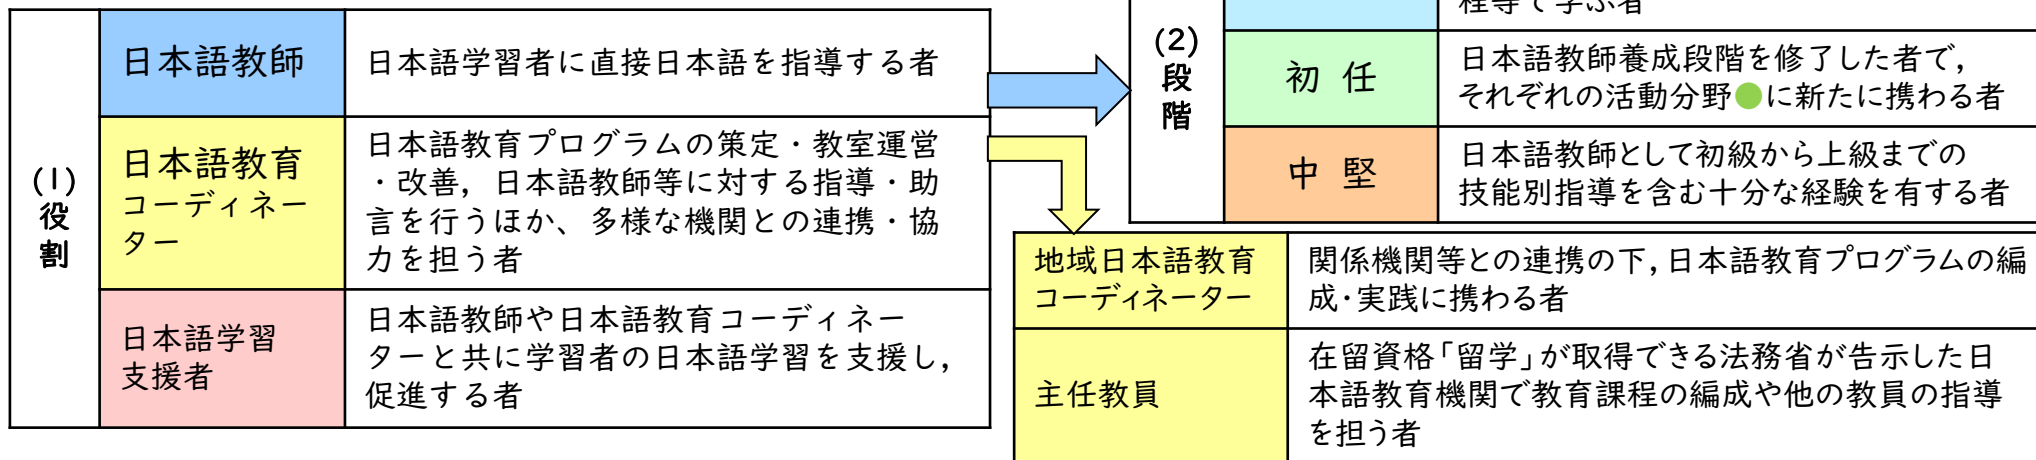 (1)
役
割
日本語教師
日本語学習者に直接日本語を指導する者
日本語教育
コーディネー
ター
日本語教育プログラムの策定・教室運営
・改善，日本語教師等に対する指導・助
言を行うほか、多様な機関との連携・協
力を担う者
日本語学習
支援者
日本語教師や日本語教育コーディネー
ターと共に学習者の日本語学習を支援し，
促進する者
(2)
段
階
程等で学ぶ者
初 任
日本語教師養成段階を修了した者で，
それぞれの活動分野●に新たに携わる者
中 堅
日本語教師として初級から上級までの
技能別指導を含む十分な経験を有する者
地域日本語教育
コーディネーター
関係機関等との連携の下，日本語教育プログラムの編
成・実践に携わる者
主任教員
在留資格「留学」が取得できる法務省が告示した日
本語教育機関で教育課程の編成や他の教員の指導
を担う者